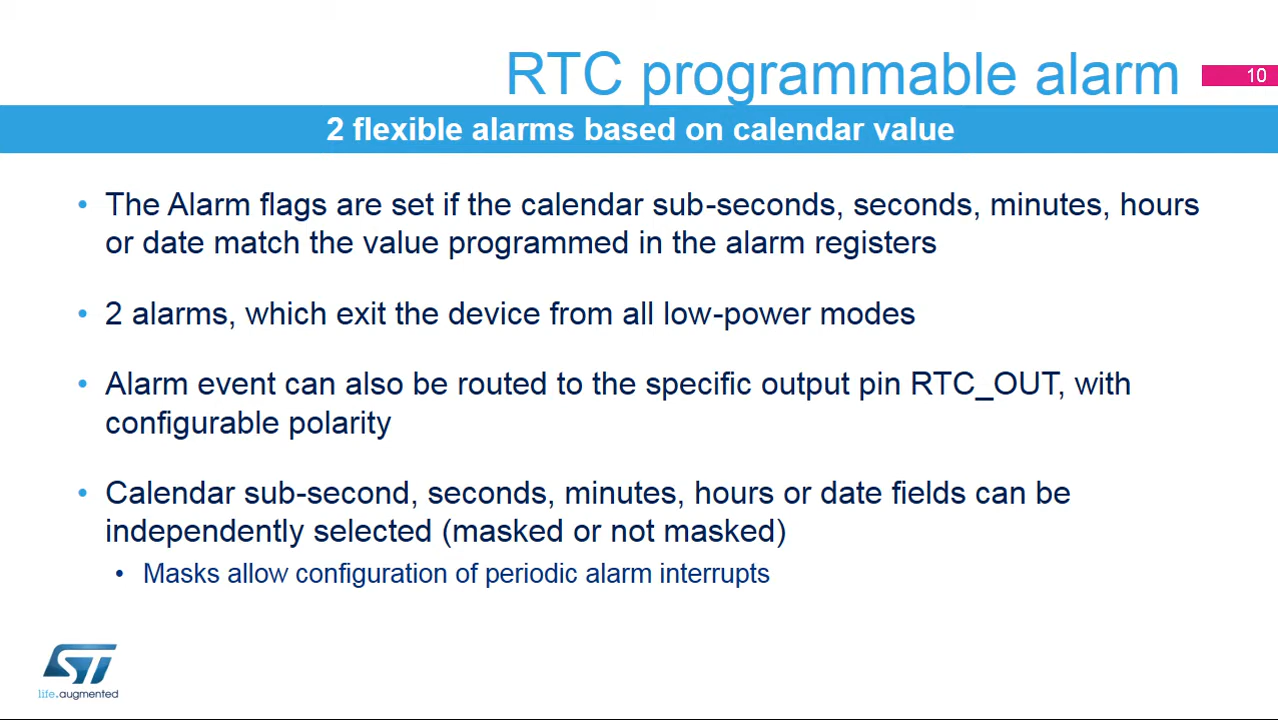 RTC programmable alarm
10
2 flexible alarms based on calendar value
• The Alarm flags are set if the calendar sub-seconds, seconds, minutes, hours
or date match the value programmed in the alarm registers
• 2 alarms, which exit the device from all low-power modes
• Alarm event can also be routed to the specific output pin RTC_OUT, with
configurable polarity
• Calendar sub-second, seconds, minutes, hours or date fields can be
independently selected (masked or not masked)
• Masks allow configuration of periodic alarm interrupts
ST
life.augmented